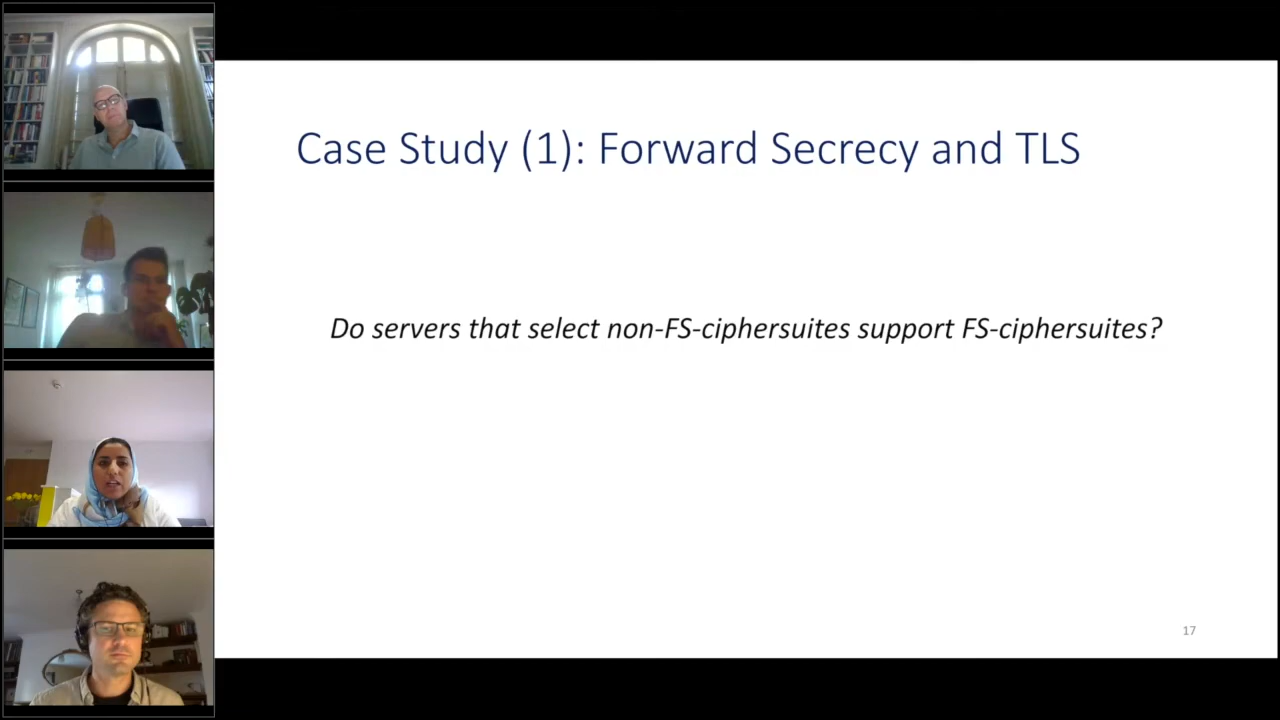 Case Study (1): Forward Secrecy and TLS
Do servers that select non-FS-ciphersuites support FS-ciphersuites?
17